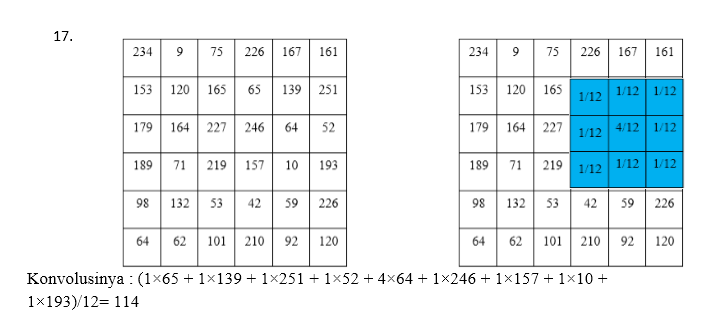 17.
234 9 75 226 167 161 234 9 75 226 167 161
153 120 165 65 139 251 153 120 165 1/12 1/12 1/12
179 164 227 246 64 52 179 164 227 1/12 4/12 1/12
189 71 219 157 10 193 189 71 219 1/12 1/12 1/12
98 132 53 42 59 226 98 132 53 42 59 226
64 62 101 210 92 120 64 62 101 210 92 120
Konvolusinya : (1×65 + 1×139 + 1×251 + 1×52 + 4×64 + 1×246 + 1×157 + 1×10 +
1×193)/12= 114